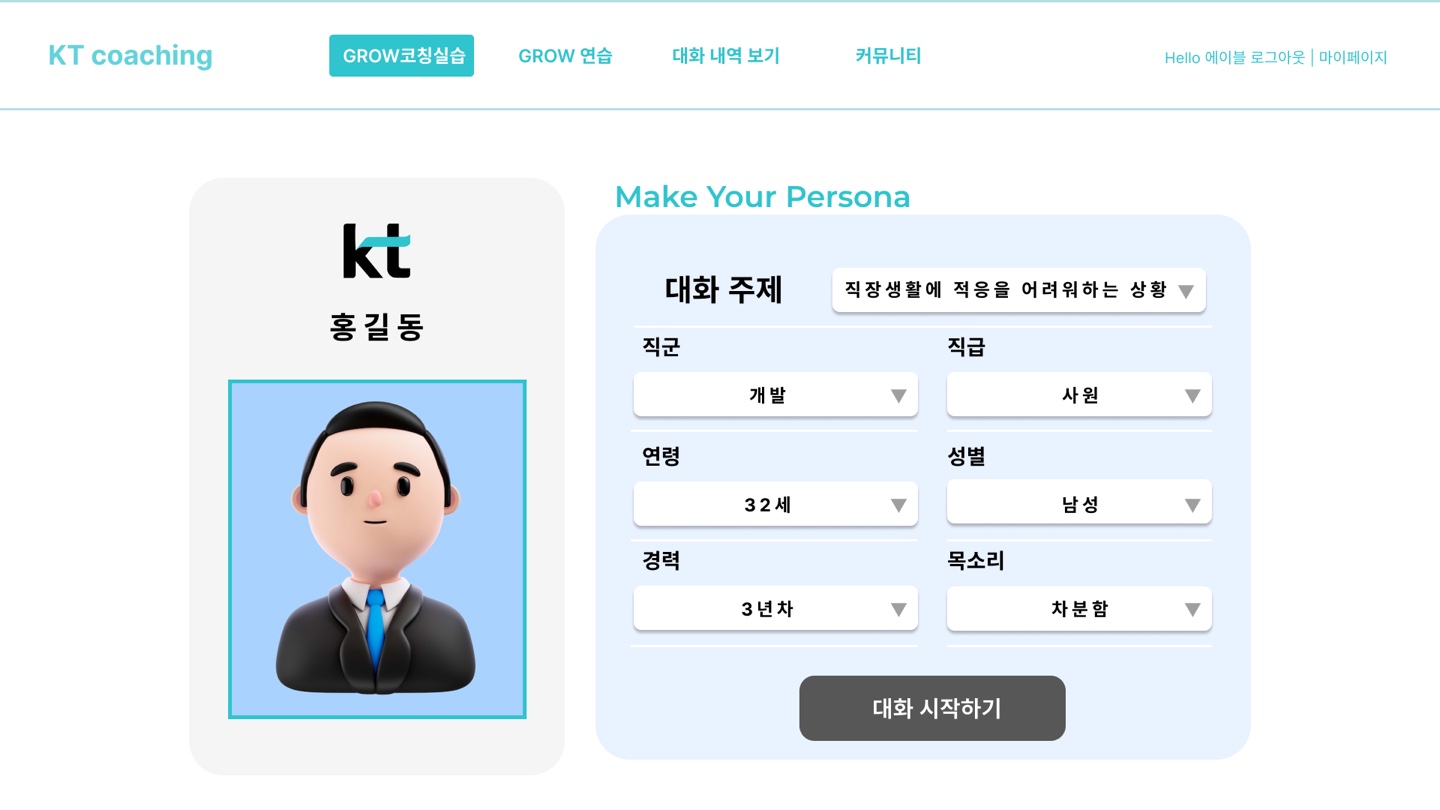 KT coaching
GROW코칭실습
GROW 연습
대화 내역 보기
커뮤니티
Hello 에이블 로그아웃 | 마이페이지
kt
홍길동
Make Your Persona
대화 주제
직장생활에 적응을 어려워하는 상황 ▼
직군
직급
개발 ▼
사원 ▼
연령
성별
32세 ▼
남성 ▼
경력
목소리
3년차 ▼
차분함 ▼
대화 시작하기